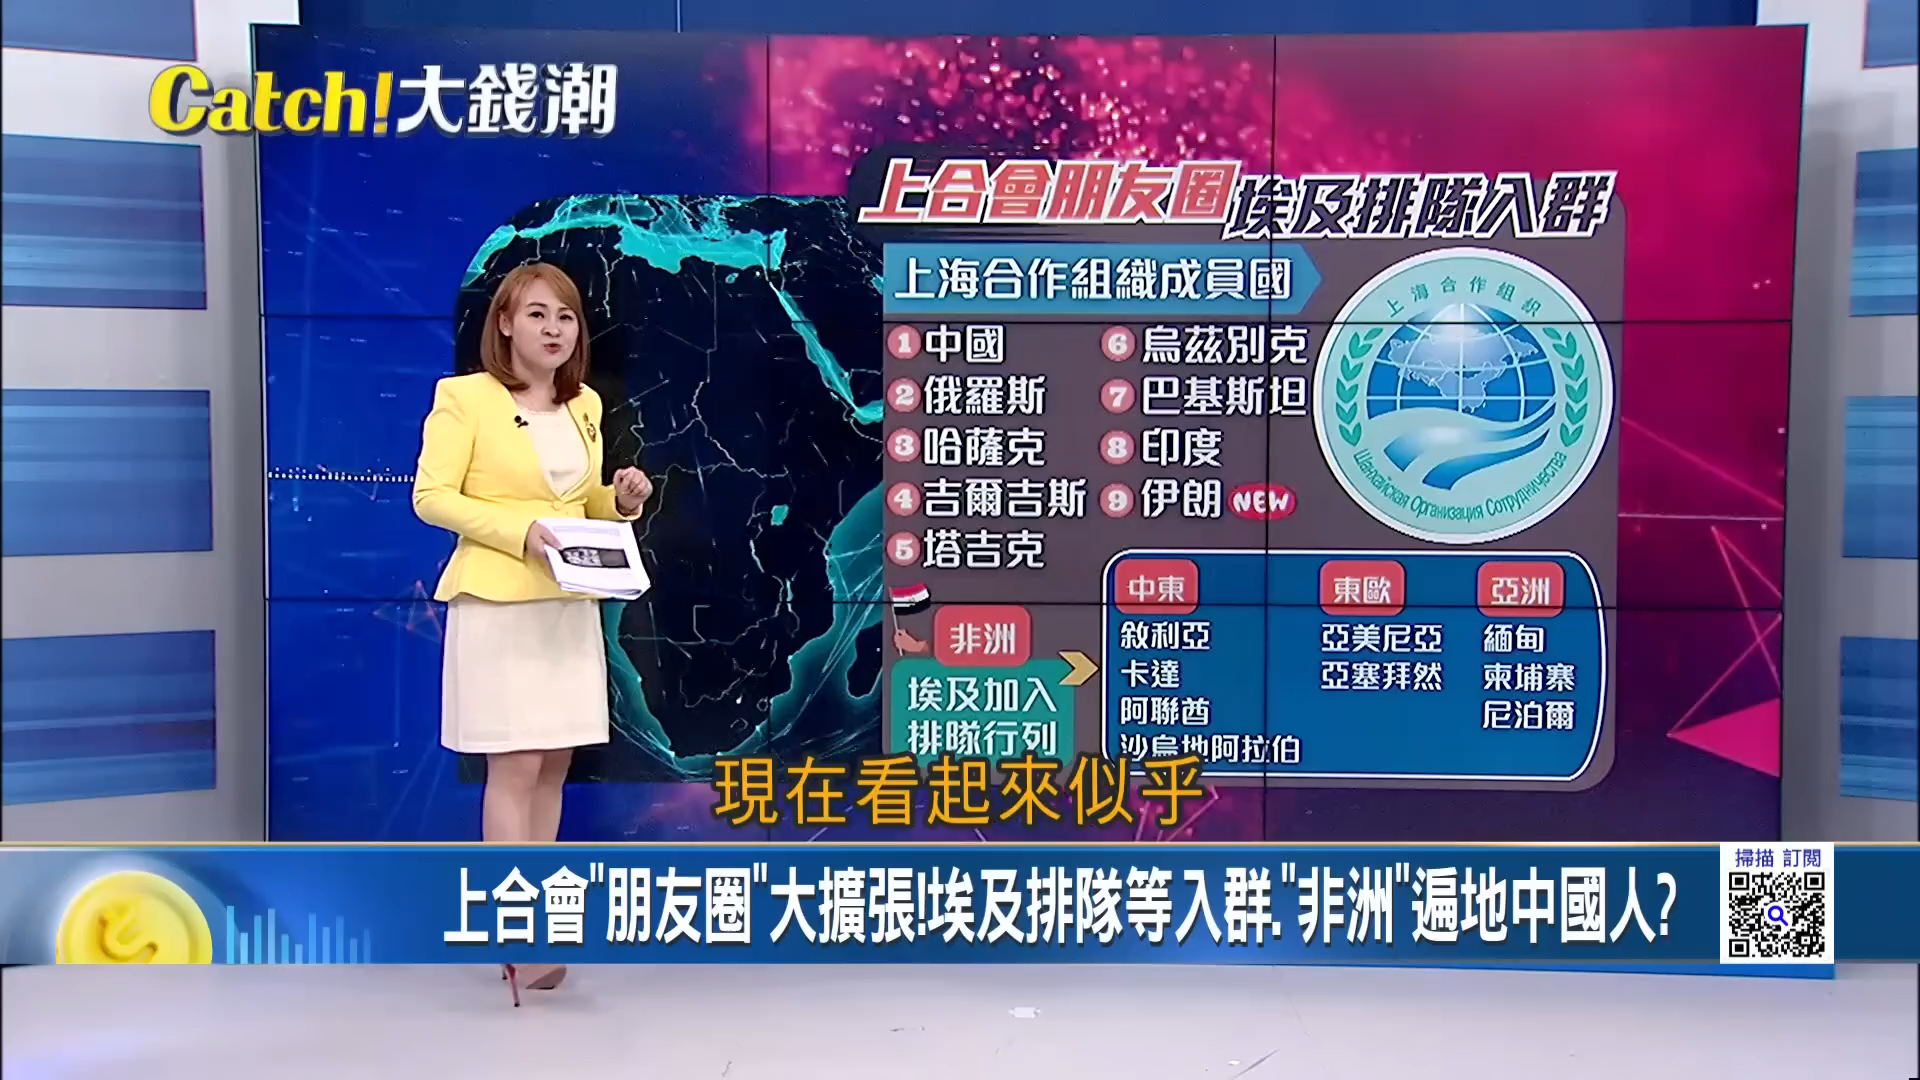 Catch!大錢潮
上合會朋友圈埃及排隊入群
上海合作組織成員國
1 中國
2 俄羅斯
3 哈薩克
4 吉爾吉斯
5 塔吉克
6 烏茲別克
7 巴基斯坦
8 印度
9 伊朗 NEW
上海合作组织
Шанхайская Организация Сотрудничества
非洲
埃及加入
排隊行列
中東
敘利亞
卡達
阿聯酋
沙烏地阿拉伯
東歐
亞美尼亞
亞塞拜然
亞洲
緬甸
柬埔寨
尼泊爾
現在看起來似乎
上合會"朋友圈"大擴張!埃及排隊等入群."非洲"遍地中國人?
掃描 訂閱